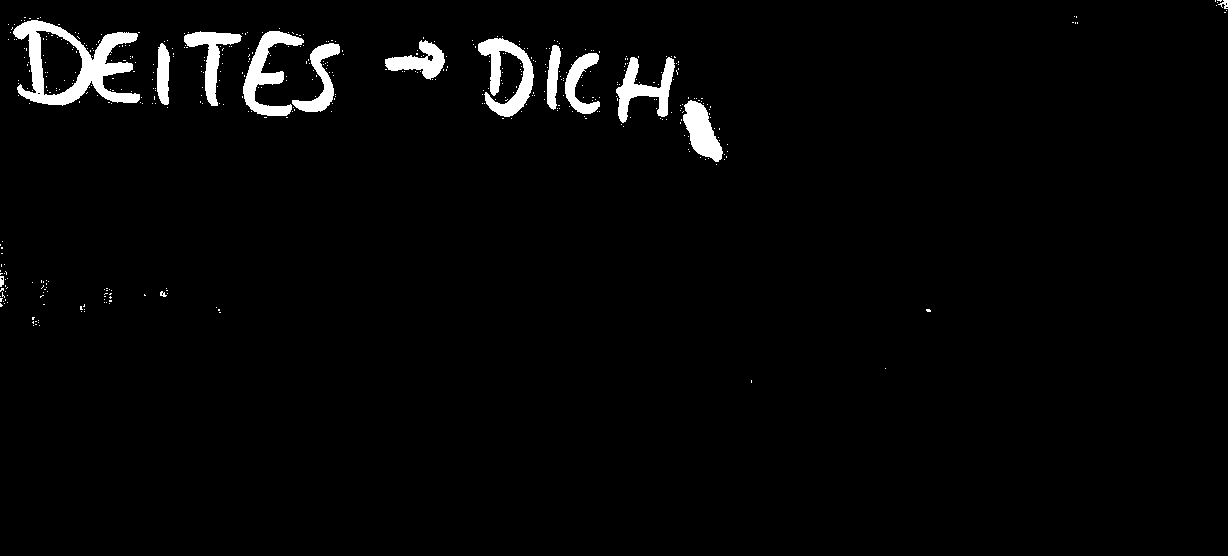 DEITES → DICH,